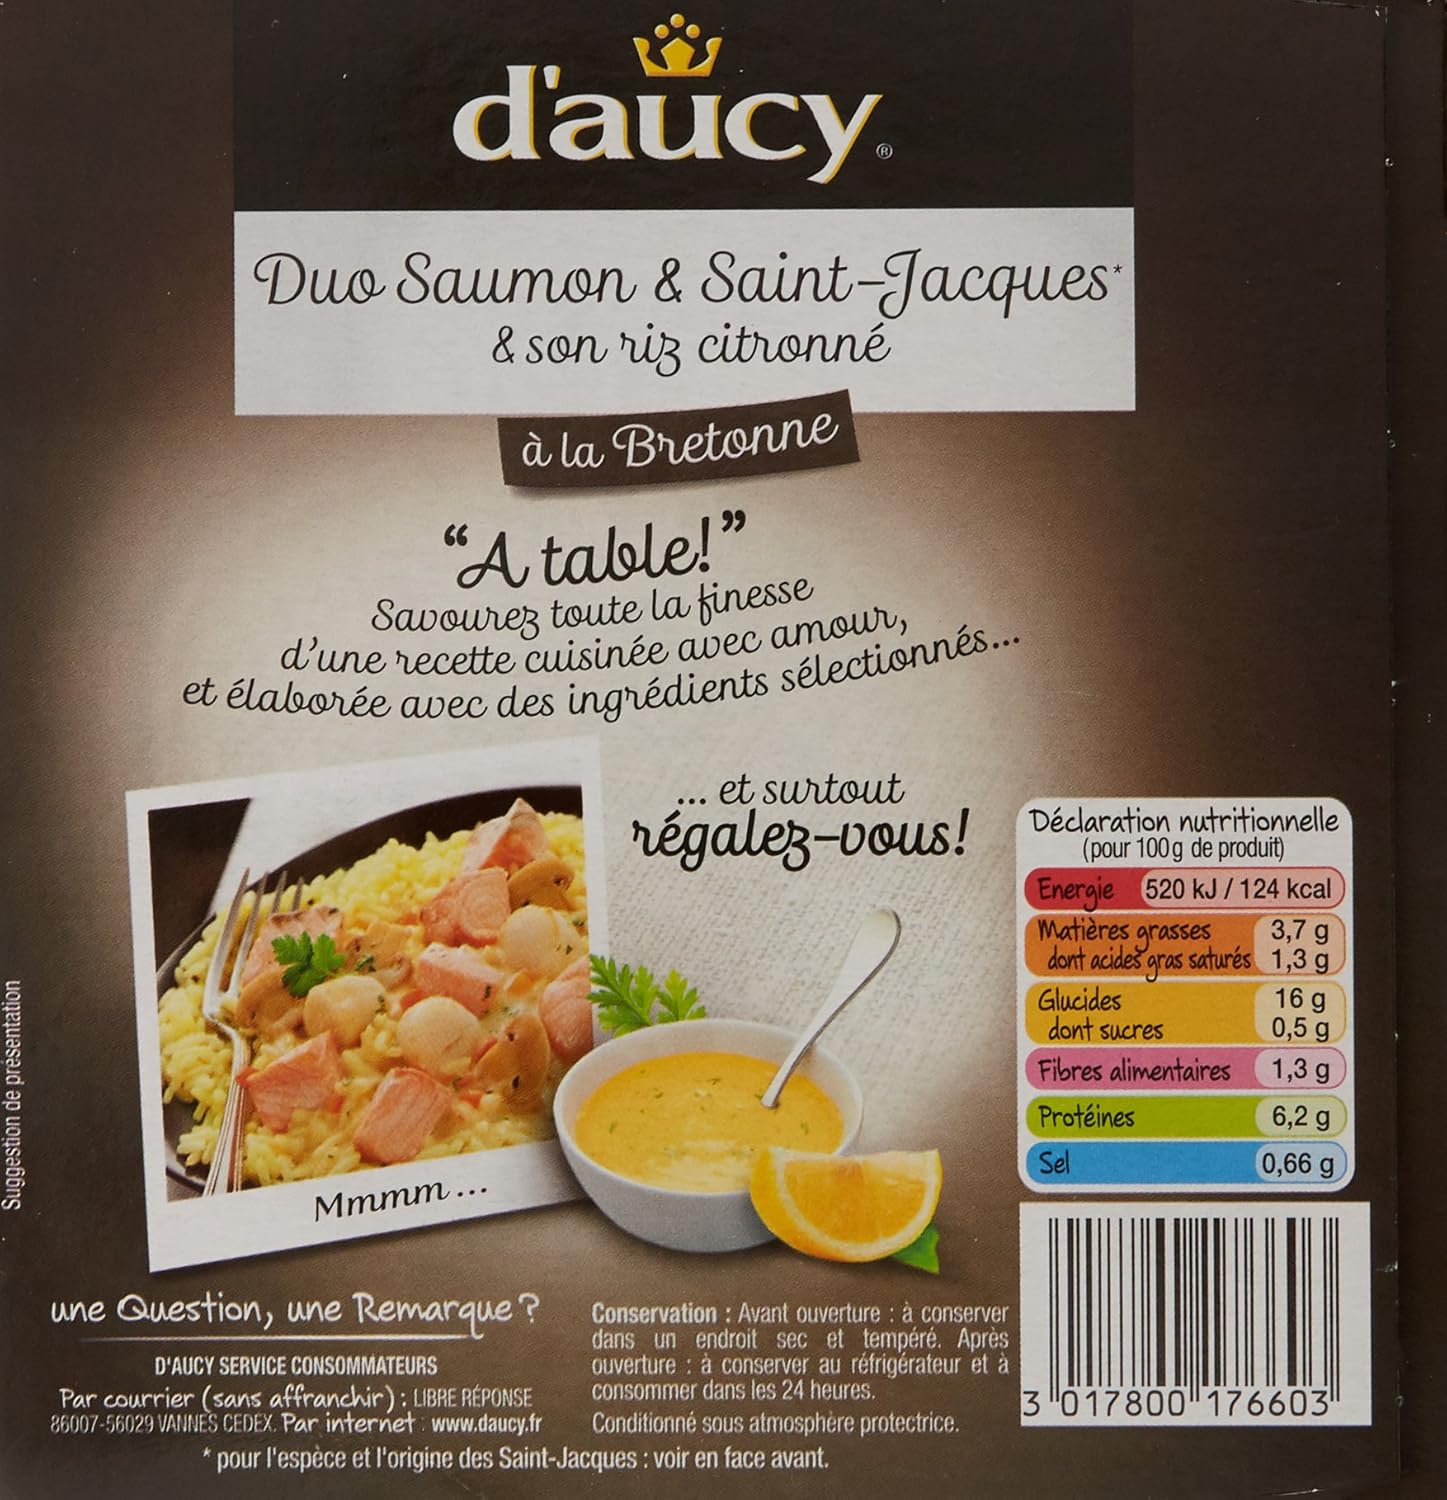 d'aucy®
Duo Saumon & Saint-Jacques*
& son riz citronné
à la Bretonne
“A table!”
Savourez toute la finesse
d'une recette cuisinée avec amour,
et élaborée avec des ingrédients sélectionnés...
... et surtout
régalez-vous!
Déclaration nutritionnelle
(pour 100 g de produit)
Energie 520 kJ / 124 kcal
Matières grasses 3,7 g
dont acides gras saturés 1,3 g
Glucides 16 g
dont sucres 0,5 g
Fibres alimentaires 1,3 g
Protéines 6,2 g
Sel 0,66 g
Suggestion de présentation
Mmmm...
une Question, une Remarque ?
D'AUCY SERVICE CONSOMMATEURS
Par courrier (sans affranchir) : LIBRE RÉPONSE
86007-56029 VANNES CEDEX. Par internet : www.daucy.fr
Conservation : Avant ouverture : à conserver
dans un endroit sec et tempéré. Après
ouverture : à conserver au réfrigérateur et à
consommer dans les 24 heures.
Conditionné sous atmosphère protectrice.
* pour l'espèce et l'origine des Saint-Jacques : voir en face avant.
3 017800 176603